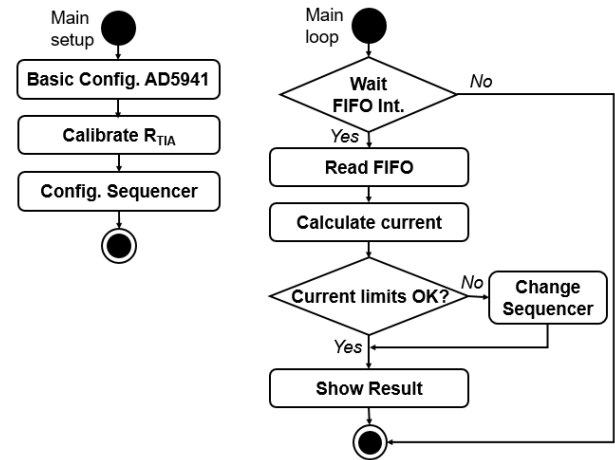 Main
setup
Basic Config. AD5941
Calibrate R_TIA
Config. Sequencer
Main
loop
Wait
FIFO Int.
No
Yes
Read FIFO
Calculate current
Current limits OK?
No
Change
Sequencer
Yes
Show Result